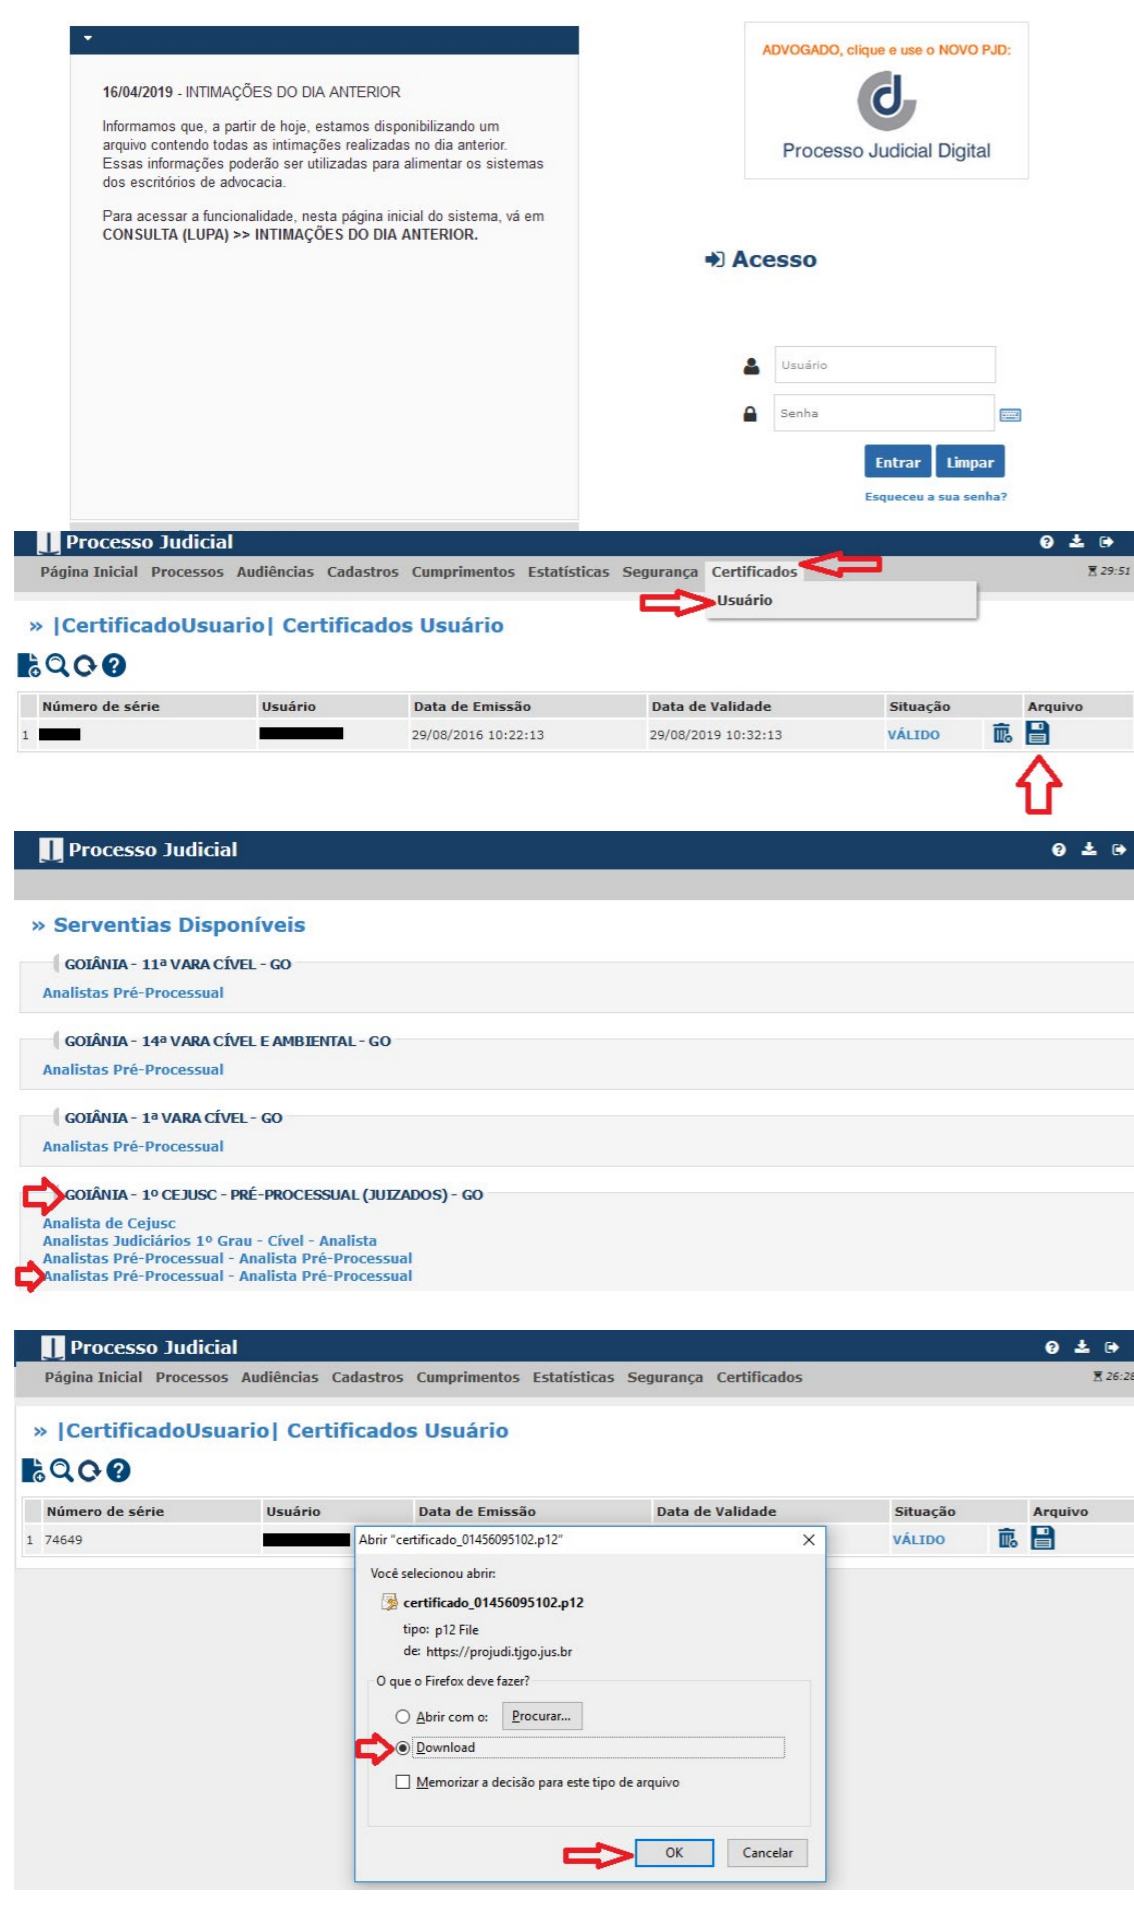 16/04/2019 - INTIMAÇÕES DO DIA ANTERIOR
Informamos que, a partir de hoje, estamos disponibilizando um
arquivo contendo todas as intimações realizadas no dia anterior.
Essas informações poderão ser utilizadas para alimentar os sistemas
dos escritórios de advocacia.
Para acessar a funcionalidade, nesta página inicial do sistema, vá em
CONSULTA (LUPA) >> INTIMAÇÕES DO DIA ANTERIOR.
ADVOGADO, clique e use o NOVO PJD:
Processo Judicial Digital
Acesso
Usuário
Senha
Entrar Limpar
Esqueceu a sua senha?
Processo Judicial
Página Inicial Processos Audiências Cadastros Cumprimentos Estatísticas Segurança Certificados 29:51
Usuário
» |CertificadoUsuario| Certificados Usuário
Número de série Usuário Data de Emissão Data de Validade Situação Arquivo
1 29/08/2016 10:22:13 29/08/2019 10:32:13 VÁLIDO
Processo Judicial
» Serventias Disponíveis
GOIÂNIA - 11ª VARA CÍVEL - GO
Analistas Pré-Processual
GOIÂNIA - 14ª VARA CÍVEL E AMBIENTAL - GO
Analistas Pré-Processual
GOIÂNIA - 1ª VARA CÍVEL - GO
Analistas Pré-Processual
GOIÂNIA - 1º CEJUSC - PRÉ-PROCESSUAL (JUIZADOS) - GO
Analista de Cejusc
Analistas Judiciários 1º Grau - Cível - Analista
Analistas Pré-Processual - Analista Pré-Processual
Analistas Pré-Processual - Analista Pré-Processual
Processo Judicial
Página Inicial Processos Audiências Cadastros Cumprimentos Estatísticas Segurança Certificados 26:28
» |CertificadoUsuario| Certificados Usuário
Número de série Usuário Data de Emissão Data de Validade Situação Arquivo
1 74649 VÁLIDO
Abrir "certificado_01456095102.p12"
Você selecionou abrir:
certificado_01456095102.p12
tipo: p12 File
de: https://projudi.tjgo.jus.br
O que o Firefox deve fazer?
Abrir com o: Procurar...
Download
Memorizar a decisão para este tipo de arquivo
OK Cancelar